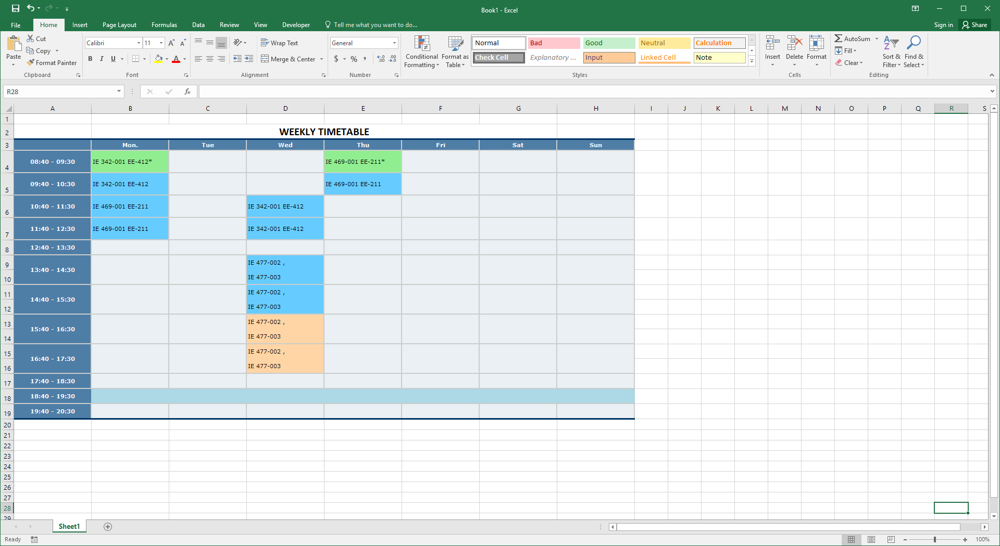 Book1 - Excel
File Home Insert Page Layout Formulas Data Review View Developer Tell me what you want to do... Sign in Share
Paste
Cut
Copy
Format Painter
Clipboard
Calibri 11
B I U
Font
Wrap Text
Merge & Center
Alignment
General
$ % ,
Number
Conditional Formatting
Format as Table
Normal Bad Good Neutral Calculation
Check Cell Explanatory ... Input Linked Cell Note
Styles
Insert Delete Format
Cells
AutoSum
Fill
Clear
Sort & Filter
Find & Select
Editing
R28 fx
A B C D E F G H I J K L M N O P Q R S
1
2 WEEKLY TIMETABLE
3 Mon. Tue Wed Thu Fri Sat Sun
4 08:40 - 09:30 IE 342-001 EE-412* IE 469-001 EE-211*
5 09:40 - 10:30 IE 342-001 EE-412 IE 469-001 EE-211
6 10:40 - 11:30 IE 469-001 EE-211 IE 342-001 EE-412
7 11:40 - 12:30 IE 469-001 EE-211 IE 342-001 EE-412
8 12:40 - 13:30
9 IE 477-002 ,
13:40 - 14:30
10 IE 477-003
11 IE 477-002 ,
14:40 - 15:30
12 IE 477-003
13 IE 477-002 ,
15:40 - 16:30
14 IE 477-003
15 IE 477-002 ,
16:40 - 17:30
16 IE 477-003
17 17:40 - 18:30
18 18:40 - 19:30
19 19:40 - 20:30
20
21
22
23
24
25
26
27
28
29
Sheet1
Ready 100%